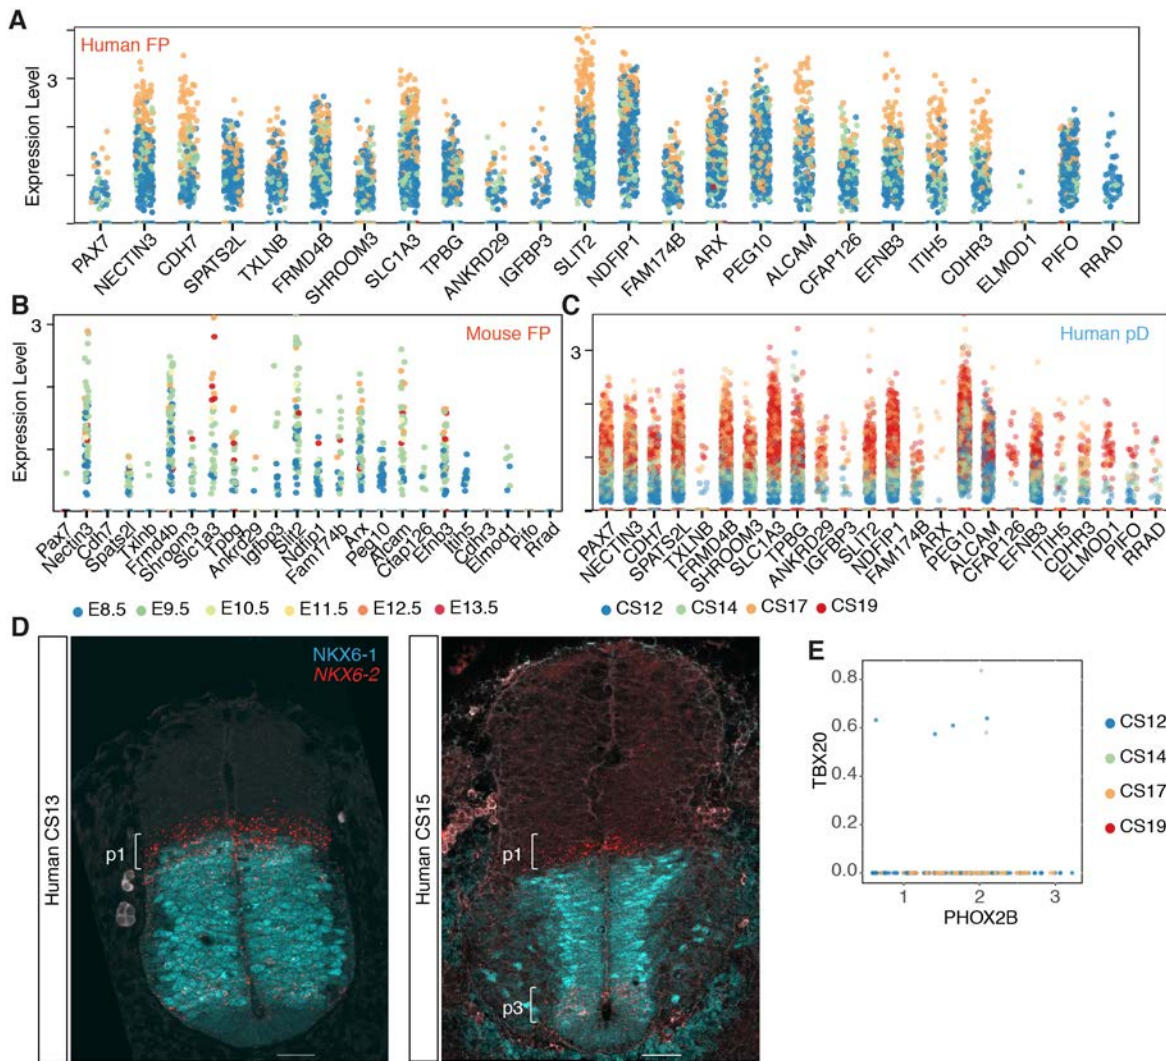 A
Human FP
Expression Level
3
PAX7
NECTIN3
CDH7
SPATS2L
TXLNB
FRMD4B
SHROOM3
SLC1A3
TPBG
ANKRD29
IGFBP3
SLIT2
NDFIP1
FAM174B
ARX
PEG10
ALCAM
CFAP126
EFNB3
ITIH5
CDHR3
ELMOD1
PIFO
RRAD
B
Mouse FP
Expression Level
3
Pax7
Nectin3
Cdh7
Spats2l
Txlnb
Frmd4b
Shroom3
Slc1a3
Tpbg
Ankrd29
Igfbp3
Slit2
Ndfip1
Fam174b
Arx
Peg10
Alcam
Cfap126
Efnb3
Itih5
Cdhr3
Elmod1
Pifo
Rrad
E8.5 E9.5 E10.5 E11.5 E12.5 E13.5
C
Human pD
3
PAX7
NECTIN3
CDH7
SPATS2L
TXLNB
FRMD4B
SHROOM3
SLC1A3
TPBG
ANKRD29
IGFBP3
SLIT2
NDFIP1
FAM174B
ARX
PEG10
ALCAM
CFAP126
EFNB3
ITIH5
CDHR3
ELMOD1
PIFO
RRAD
CS12 CS14 CS17 CS19
D
Human CS13
NKX6-1
NKX6-2
p1
Human CS15
p1
p3
E
TBX20
0.8
0.6
0.4
0.2
0.0
1 2 3
PHOX2B
CS12
CS14
CS17
CS19